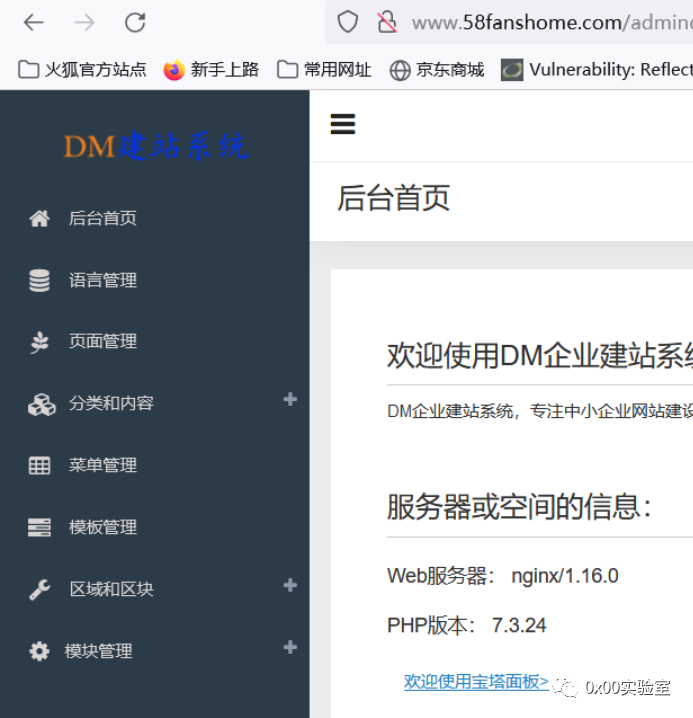 www.58fanshome.com/admin
火狐官方站点 新手上路 常用网址 京东商城 Vulnerability: Reflect
DM建站系统
后台首页
语言管理
页面管理
分类和内容
菜单管理
模板管理
区域和区块
模块管理
后台首页
欢迎使用DM企业建站系统
DM企业建站系统，专注中小企业网站建设
服务器或空间的信息：
Web服务器： nginx/1.16.0
PHP版本： 7.3.24
欢迎使用宝塔面板>
0x00实验室